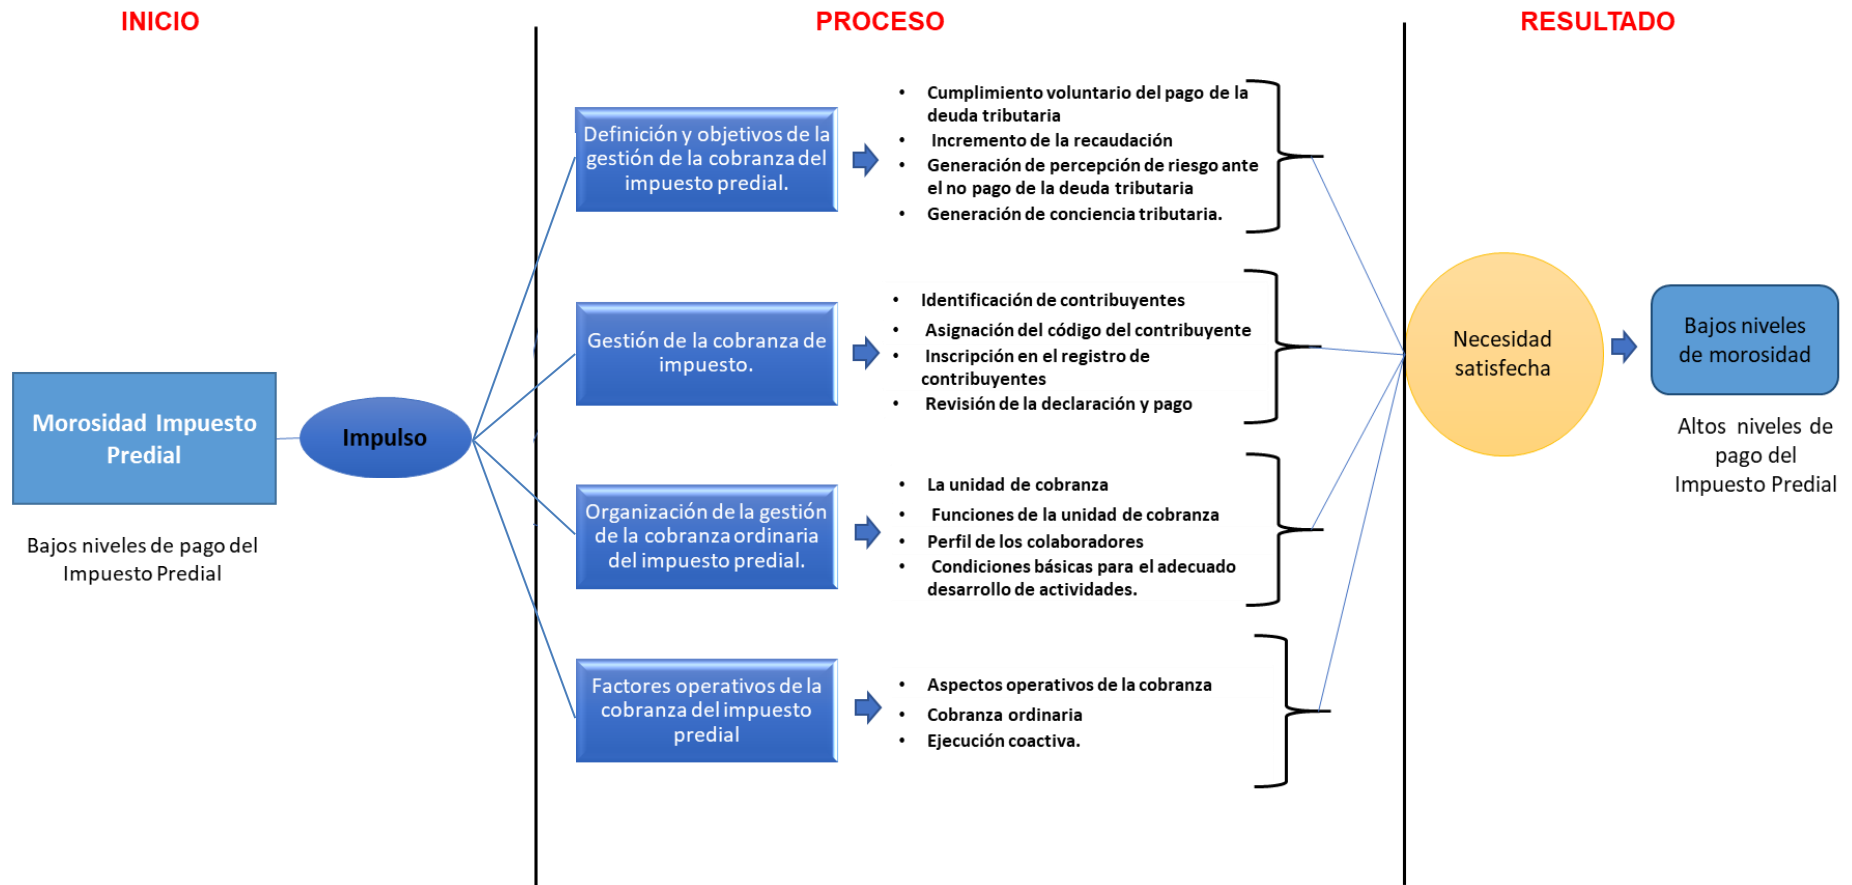 INICIO
PROCESO
RESULTADO
Morosidad Impuesto
Predial
Bajos niveles de pago del
Impuesto Predial
Impulso
Definición y objetivos de la
gestión de la cobranza del
impuesto predial.
• Cumplimiento voluntario del pago de la
deuda tributaria
• Incremento de la recaudación
• Generación de percepción de riesgo ante
el no pago de la deuda tributaria
• Generación de conciencia tributaria.
Gestión de la cobranza de
impuesto.
• Identificación de contribuyentes
• Asignación del código del contribuyente
• Inscripción en el registro de
contribuyentes
• Revisión de la declaración y pago
Organización de la gestión
de la cobranza ordinaria
del impuesto predial.
• La unidad de cobranza
• Funciones de la unidad de cobranza
• Perfil de los colaboradores
• Condiciones básicas para el adecuado
desarrollo de actividades.
Factores operativos de la
cobranza del impuesto
predial
• Aspectos operativos de la cobranza
• Cobranza ordinaria
• Ejecución coactiva.
Necesidad
satisfecha
Bajos niveles
de morosidad
Altos niveles de
pago del
Impuesto Predial